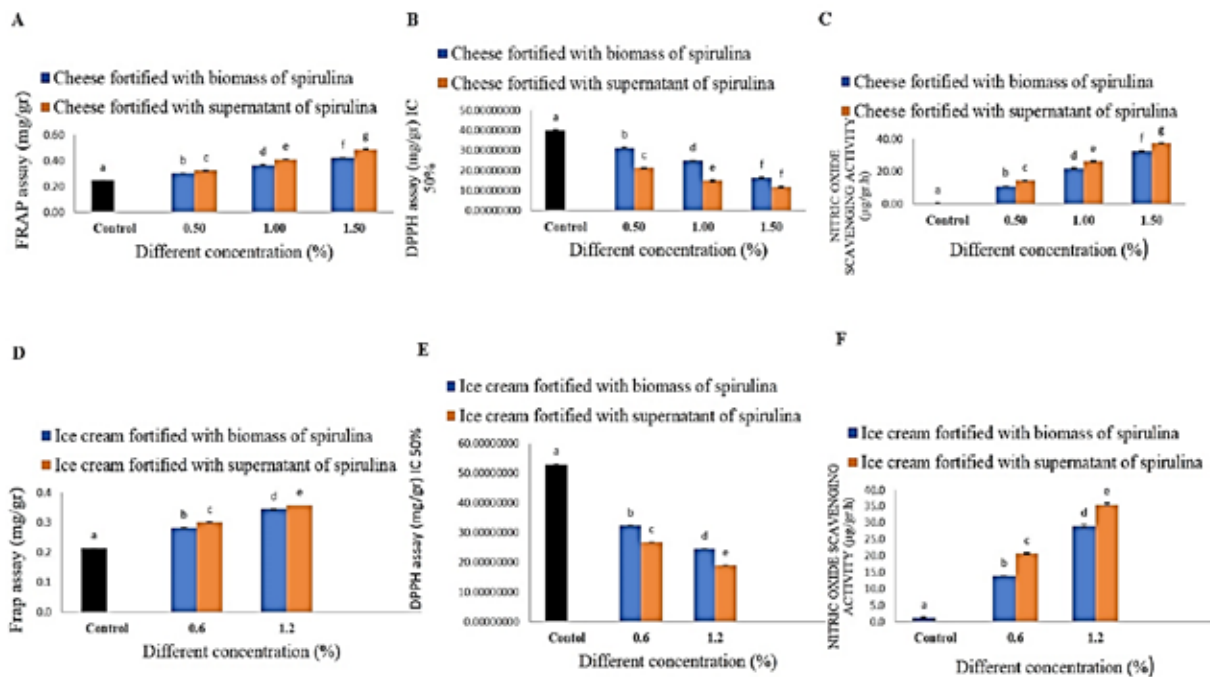 A
■ Cheese fortified with biomass of spirulina
■ Cheese fortified with supernatant of spirulina
FRAP assay (mg/gr)
0.60
0.40
0.20
0.00
a
b
c
d
e
f
g
Control
0.50
1.00
1.50
Different concentration (%)
B
■ Cheese fortified with biomass of spirulina
■ Cheese fortified with supernatant of spirulina
DPPH assay (mg/gr) IC
50%
50.00000000
40.00000000
30.00000000
20.00000000
10.00000000
0.00000000
a
b
c
d
e
f
f
Control
0.50
1.00
1.50
Different concentration (%)
C
■ Cheese fortified with biomass of spirulina
■ Cheese fortified with supernatant of spirulina
NITRIC OXIDE
SCAVENGING ACTIVITY
(µg/gr.h)
40.00
20.00
0.00
a
b
c
d
e
f
g
Control
0.50
1.00
1.50
Different concentration (%)
D
■ Ice cream fortified with biomass of spirulina
■ Ice cream fortified with supernatant of spirulina
Frap assay (mg/gr)
0.4
0.3
0.2
0.1
0.0
a
b
c
d
e
Control
0.6
1.2
Different concentration (%)
E
■ Ice cream fortified with biomass of spirulina
■ Ice cream fortified with supernatant of spirulina
DPPH assay (mg/gr) IC 50%
60.00000000
50.00000000
40.00000000
30.00000000
20.00000000
10.00000000
0.00000000
a
b
c
d
e
Contol
0.6
1.2
Different concentration (%)
F
■ Ice cream fortified with biomass of spirulina
■ Ice cream fortified with supernatant of spirulina
NITRIC OXIDE SCAVENGING
ACTIVITY (µg/gr.h)
40.0
35.0
30.0
25.0
20.0
15.0
10.0
5.0
0.0
a
b
c
d
e
Control
0.6
1.2
Different concentration (%)